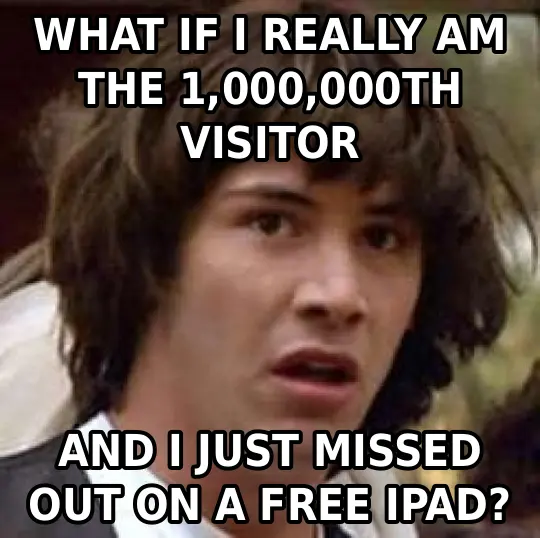 WHAT IF I REALLY AM
THE 1,000,000TH
VISITOR
AND I JUST MISSED
OUT ON A FREE IPAD?